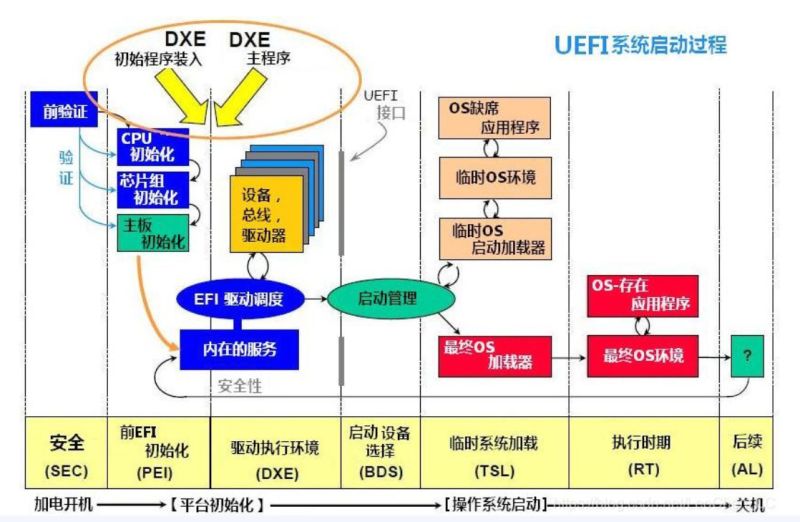 UEFI系统启动过程
DXE
初始程序装入
DXE
主程序
UEFI
接口
前验证
验
证
CPU
初始化
芯片组
初始化
主板
初始化
设备，
总线，
驱动器
OS缺席
应用程序
临时OS环境
临时OS
启动加载器
EFI 驱动调度
启动管理
OS-存在
应用程序
内在的服务
最终OS
加载器
最终OS环境
?
安全性
安全
(SEC)
前EFI
初始化
(PEI)
驱动执行环境
(DXE)
启动 设备
选择
(BDS)
临时系统加载
(TSL)
执行时期
(RT)
后续
(AL)
加电开机
【平台初始化】
【操作系统启动】
关机